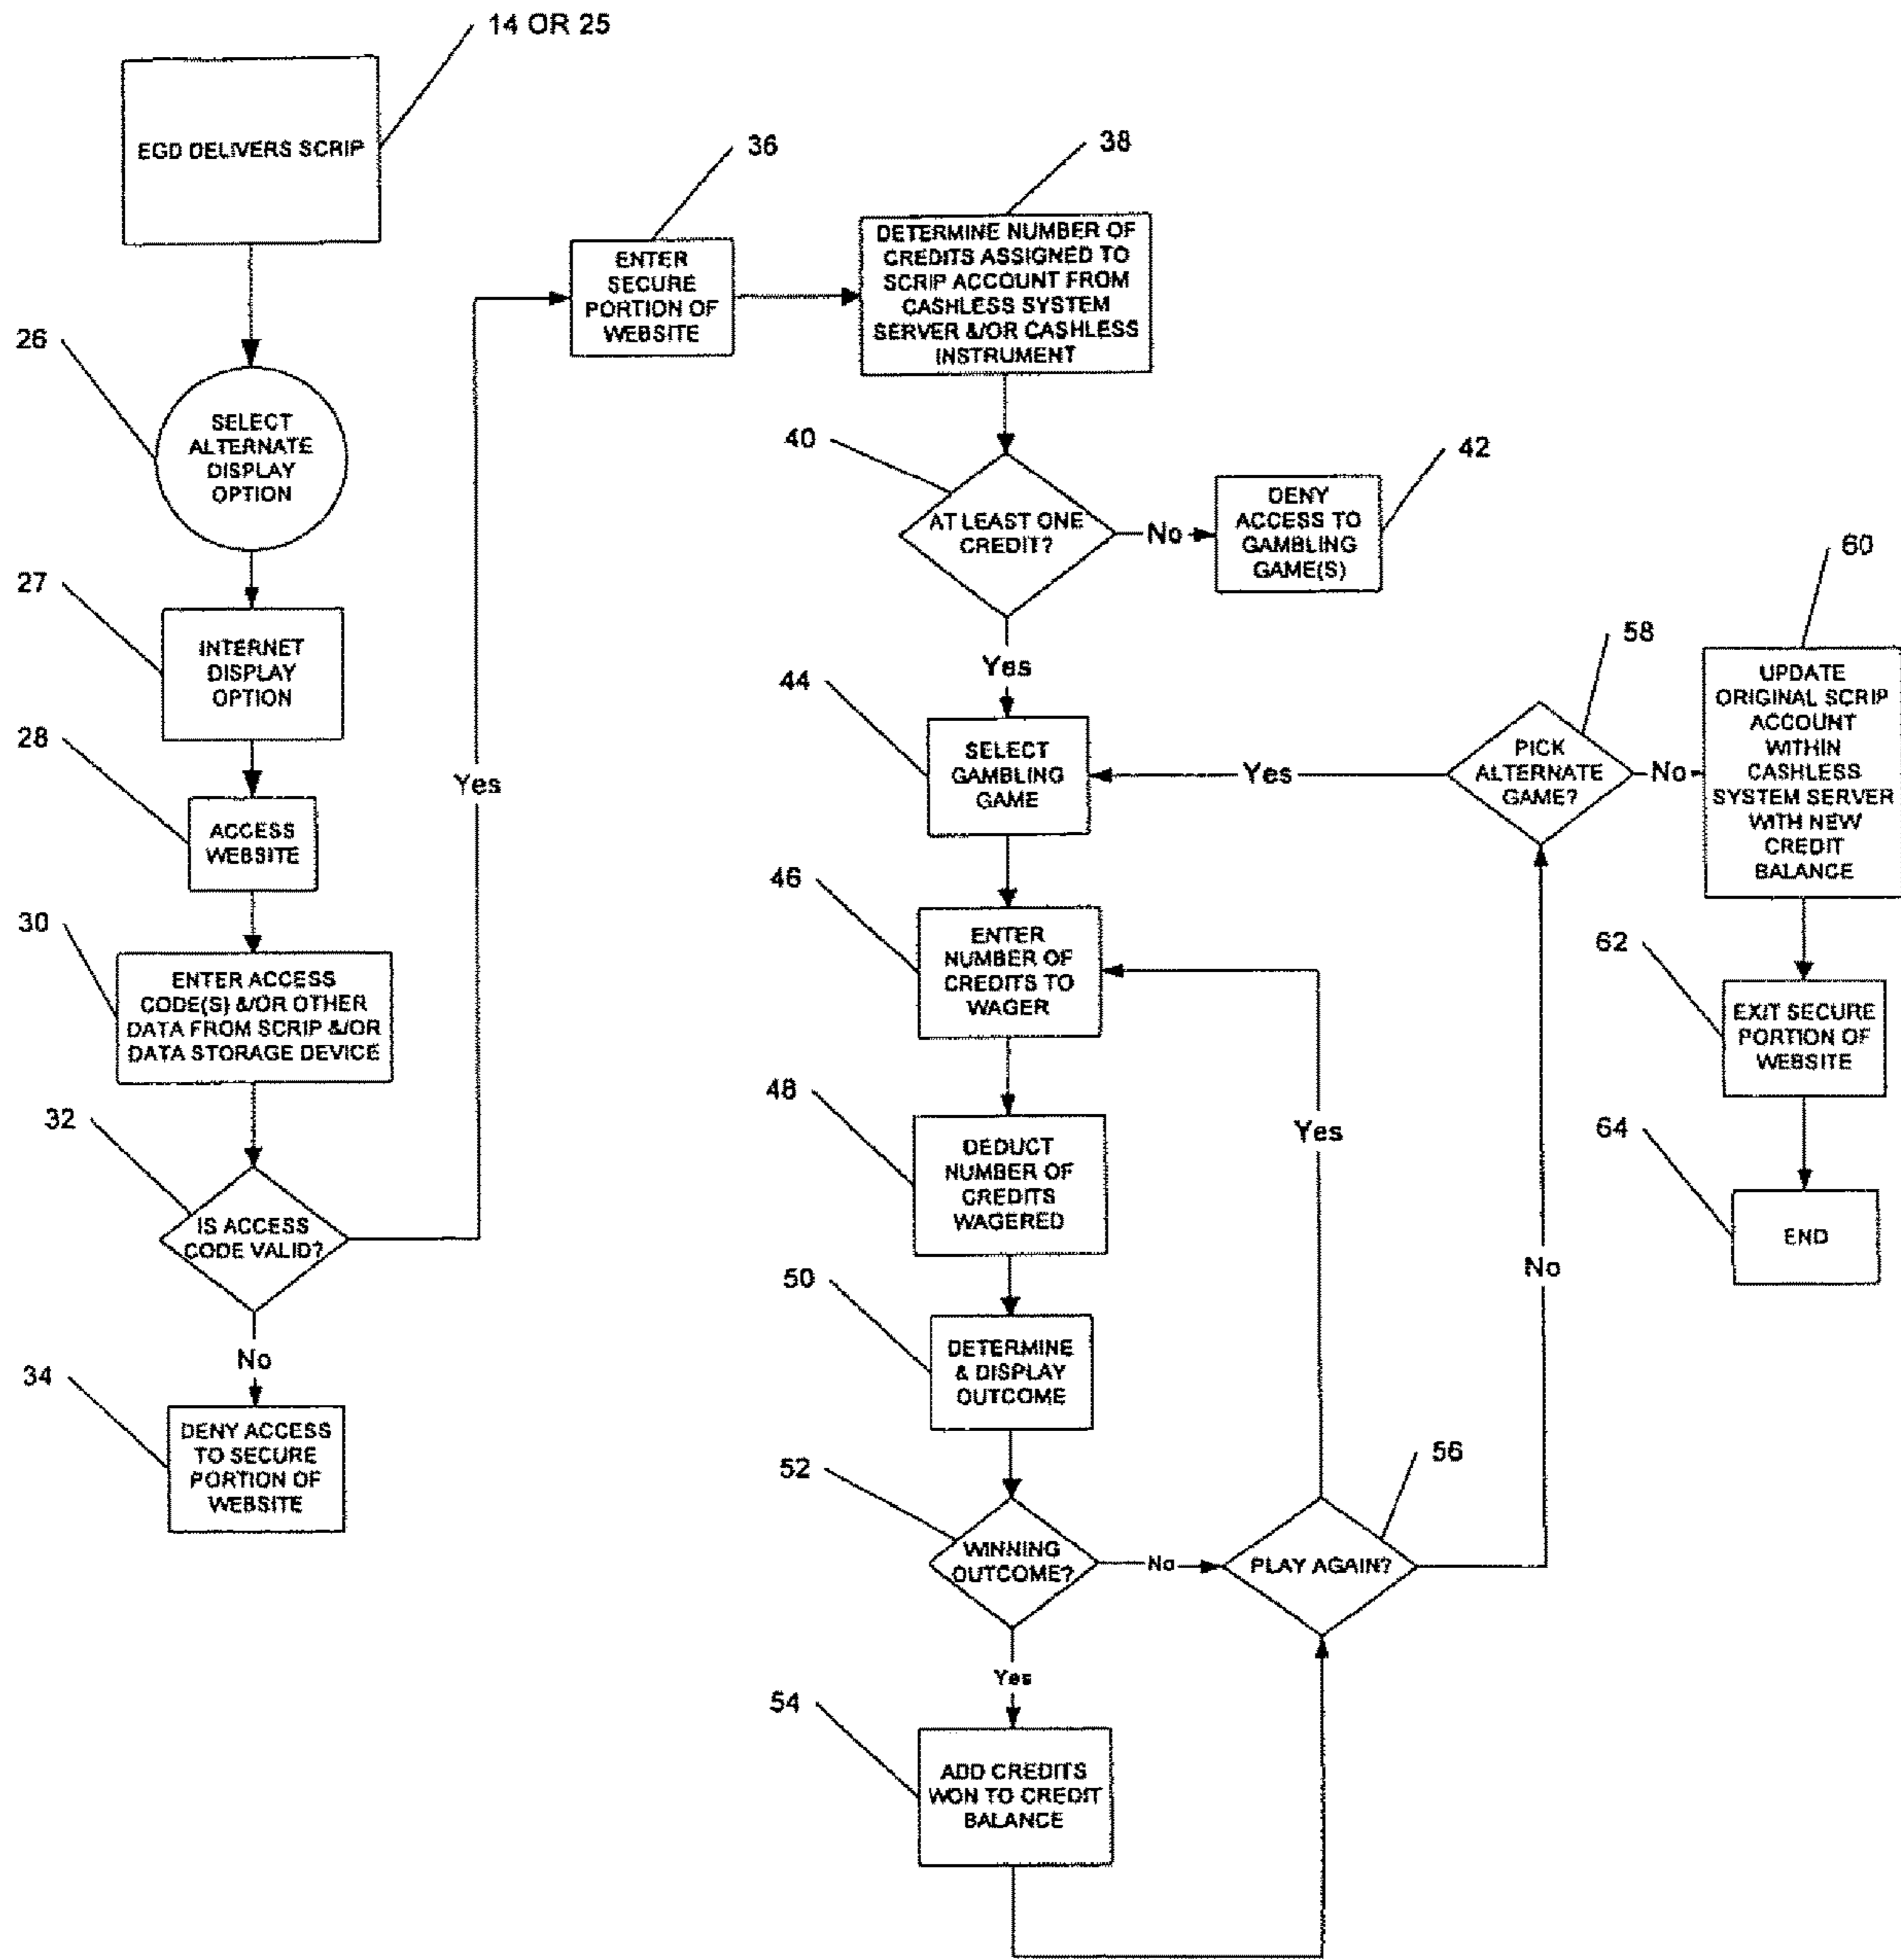 14 OR 25
EGD DELIVERS SCRIP
26
SELECT
ALTERNATE
DISPLAY
OPTION
27
INTERNET
DISPLAY
OPTION
28
ACCESS
WEBSITE
30
ENTER ACCESS
CODE(S) &/OR OTHER
DATA FROM SCRIP &/OR
DATA STORAGE DEVICE
32
IS ACCESS
CODE VALID?
Yes
No
34
DENY ACCESS
TO SECURE
PORTION OF
WEBSITE
36
ENTER
SECURE
PORTION OF
WEBSITE
38
DETERMINE NUMBER OF
CREDITS ASSIGNED TO
SCRIP ACCOUNT FROM
CASHLESS SYSTEM
SERVER &/OR CASHLESS
INSTRUMENT
40
AT LEAST ONE
CREDIT?
No
42
DENY
ACCESS TO
GAMBLING
GAME(S)
Yes
44
SELECT
GAMBLING
GAME
46
ENTER
NUMBER OF
CREDITS TO
WAGER
48
DEDUCT
NUMBER OF
CREDITS
WAGERED
50
DETERMINE
& DISPLAY
OUTCOME
52
WINNING
OUTCOME?
No
Yes
54
ADD CREDITS
WON TO CREDIT
BALANCE
56
PLAY AGAIN?
Yes
No
58
PICK
ALTERNATE
GAME?
Yes
No
60
UPDATE
ORIGINAL SCRIP
ACCOUNT
WITHIN
CASHLESS
SYSTEM SERVER
WITH NEW
CREDIT
BALANCE
62
EXIT SECURE
PORTION OF
WEBSITE
64
END